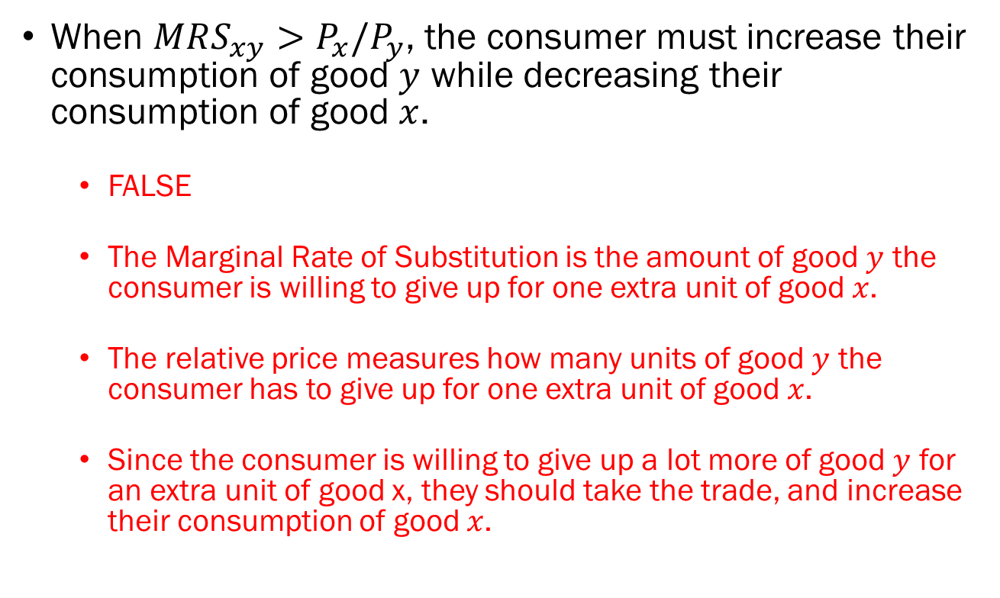 • When 𝑀𝑅𝑆𝑥𝑦 > 𝑃𝑥/𝑃𝑦, the consumer must increase their
consumption of good 𝑦 while decreasing their
consumption of good 𝑥.
• FALSE
• The Marginal Rate of Substitution is the amount of good 𝑦 the
consumer is willing to give up for one extra unit of good 𝑥.
• The relative price measures how many units of good 𝑦 the
consumer has to give up for one extra unit of good 𝑥.
• Since the consumer is willing to give up a lot more of good 𝑦 for
an extra unit of good x, they should take the trade, and increase
their consumption of good 𝑥.